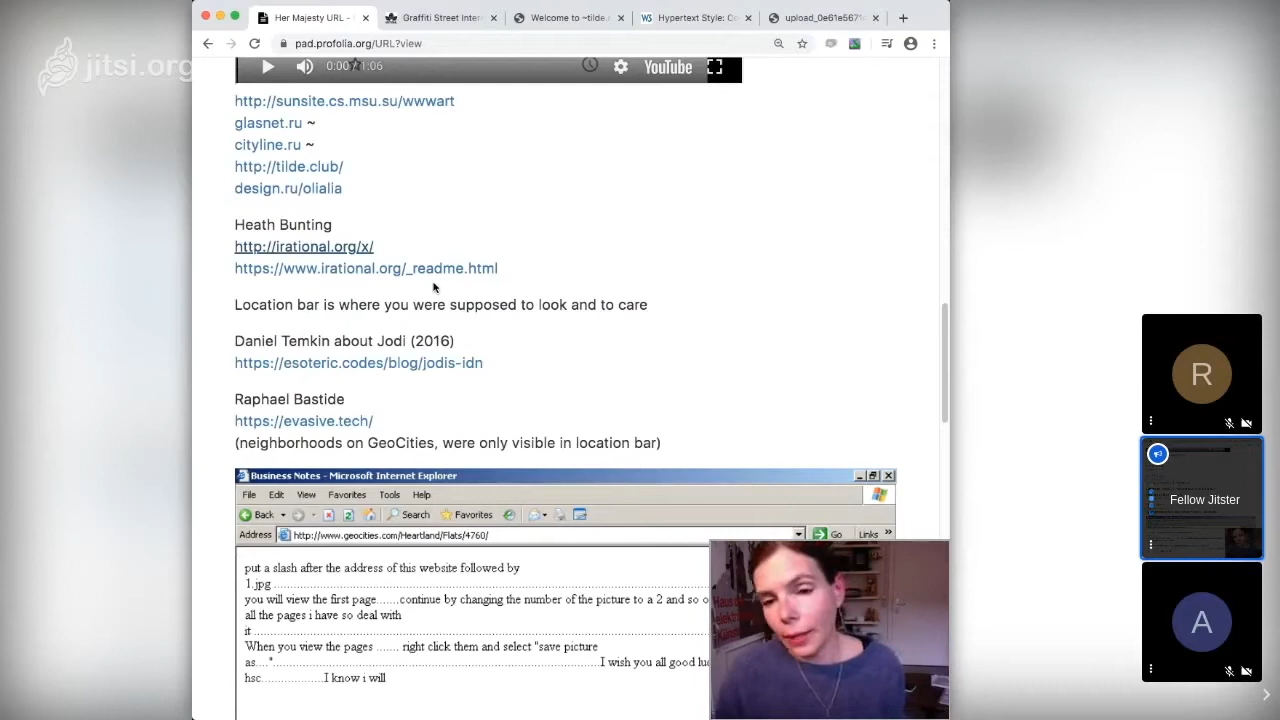 jitsi.org
Her Majesty URL -
Graffiti Street Inter
Welcome to ~tilde.
Hypertext Style: Co
upload_0e61e5671
pad.profolia.org/URL?view
0:00 / 1:06
YouTube
http://sunsite.cs.msu.su/wwwart
glasnet.ru ~
cityline.ru ~
http://tilde.club/
design.ru/olialia
Heath Bunting
http://irational.org/x/
https://www.irational.org/_readme.html
Location bar is where you were supposed to look and to care
Daniel Temkin about Jodi (2016)
https://esoteric.codes/blog/jodis-idn
Raphael Bastide
https://evasive.tech/
(neighborhoods on GeoCities, were only visible in location bar)
Business Notes - Microsoft Internet Explorer
File Edit View Favorites Tools Help
Back Search Favorites
Address http://www.geocities.com/Heartland/Flats/4760/ Go Links »
put a slash after the address of this website followed by
1.jpg ..........................................................................................................
you will view the first page.......continue by changing the number of the picture to a 2 and so o
all the pages i have so deal with
it ................................................................................................................
When you view the pages ....... right click them and select "save picture
as...."..................................................................................I wish you all good luc
hsc..................I know i will
R
Fellow Jitster
A